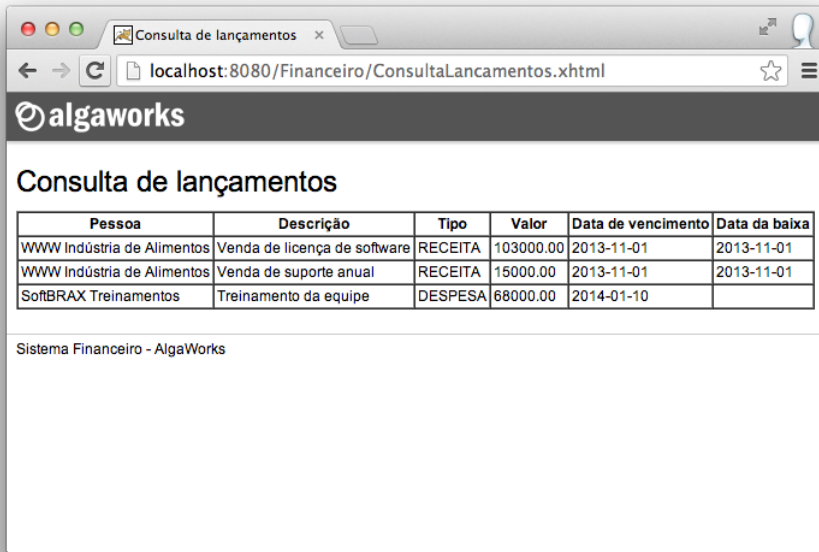 Consulta de lançamentos
localhost:8080/Financeiro/ConsultaLancamentos.xhtml
algaworks
Consulta de lançamentos
Pessoa Descrição Tipo Valor Data de vencimento Data da baixa
WWW Indústria de Alimentos Venda de licença de software RECEITA 103000.00 2013-11-01 2013-11-01
WWW Indústria de Alimentos Venda de suporte anual RECEITA 15000.00 2013-11-01 2013-11-01
SoftBRAX Treinamentos Treinamento da equipe DESPESA 68000.00 2014-01-10
Sistema Financeiro - AlgaWorks